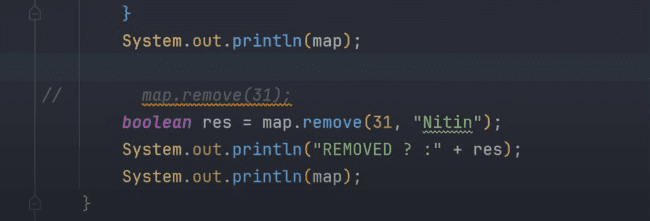 }
System.out.println(map);
// map.remove(31);
boolean res = map.remove(31, "Nitin");
System.out.println("REMOVED ? :" + res);
System.out.println(map);
}